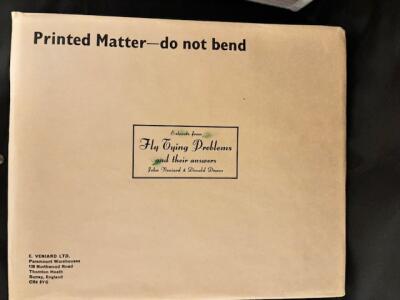 Printed Matter—do not bend
Extracts from
Fly Tying Problems
and their answers
John Veniard & Donald Downs
E. VENIARD LTD.
Paramount Warehouses
138 Northwood Road
Thornton Heath
Surrey, England
CR4 8YG